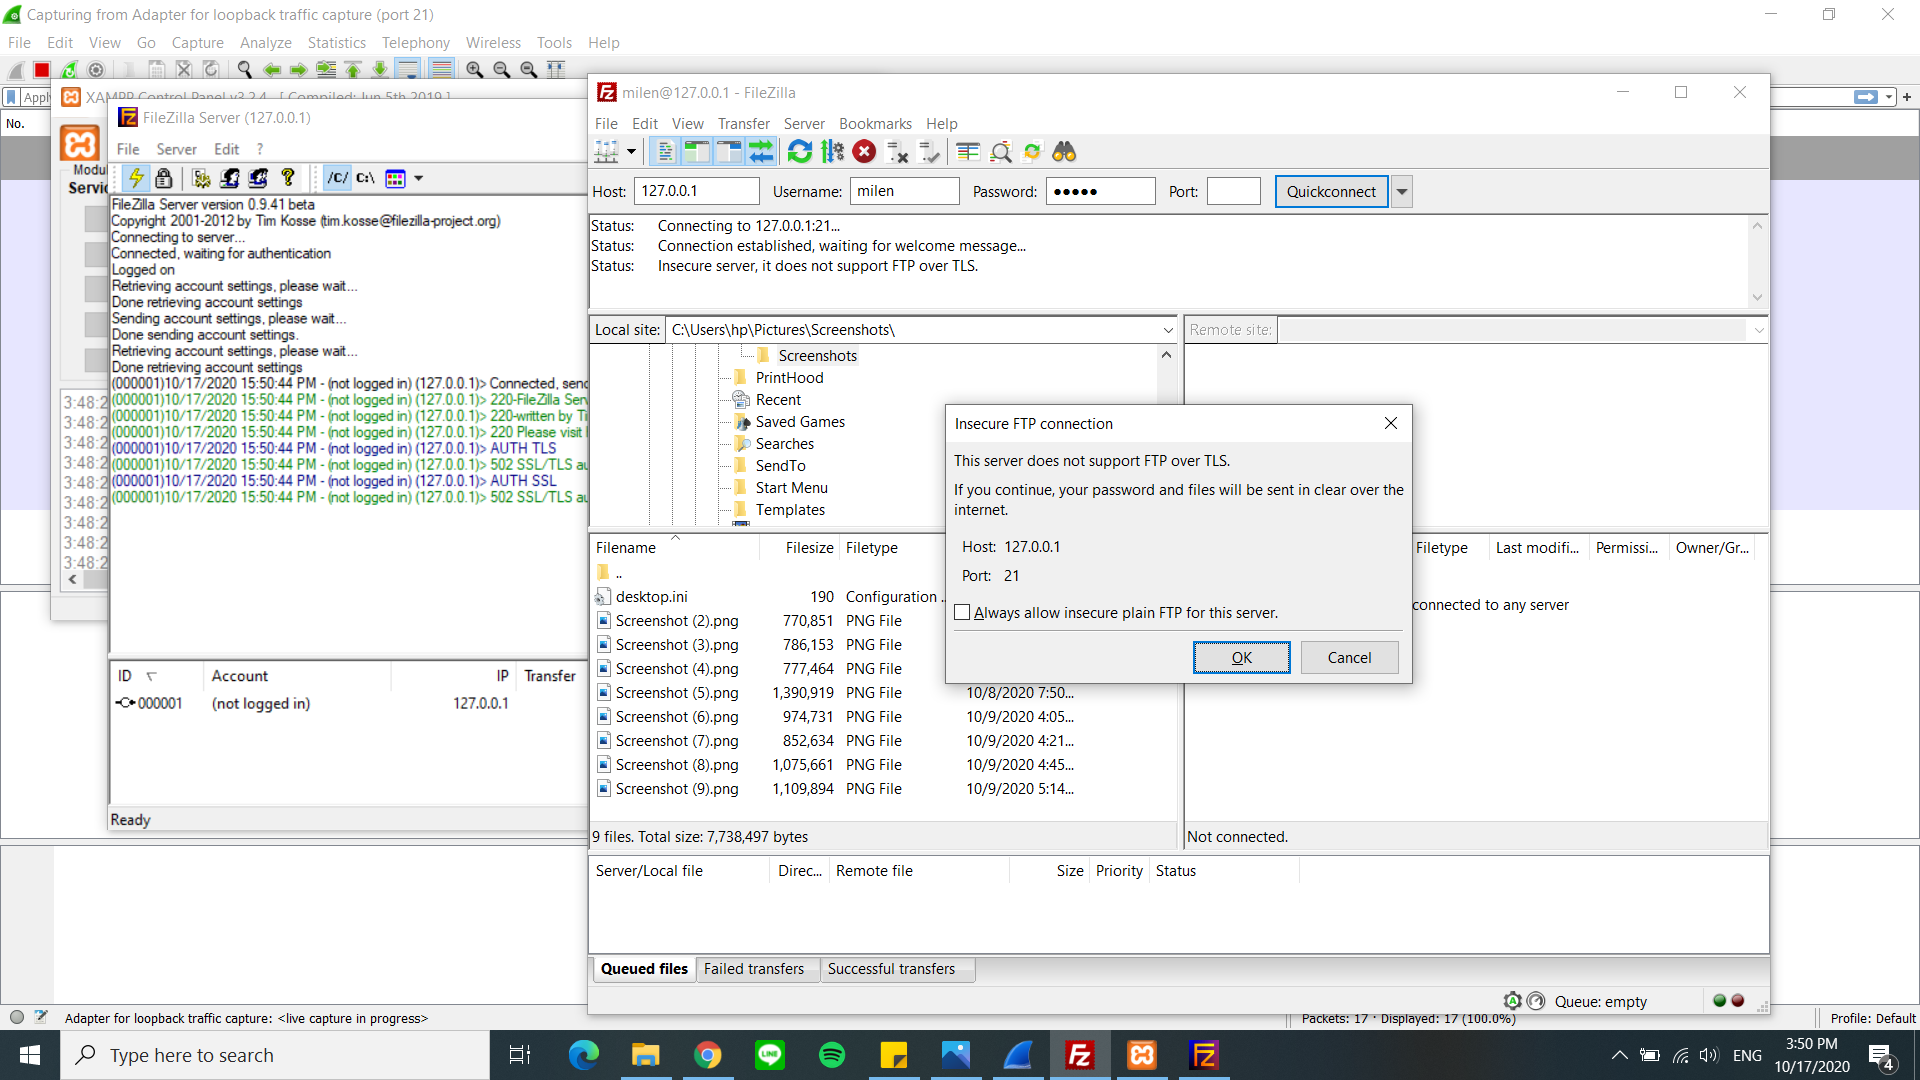 Capturing from Adapter for loopback traffic capture (port 21)
File Edit View Go Capture Analyze Statistics Telephony Wireless Tools Help
Apply
No.
XAMPP Control Panel v3.2.4 [ Compiled: Jun 5th 2019 ]
Modul
Servic
3:48:2
3:48:2
3:48:2
3:48:2
3:48:2
3:48:2
3:48:2
3:48:2
3:48:2
FileZilla Server (127.0.0.1)
File Server Edit ?
/C/ C:\
FileZilla Server version 0.9.41 beta
Copyright 2001-2012 by Tim Kosse (tim.kosse@filezilla-project.org)
Connecting to server...
Connected, waiting for authentication
Logged on
Retrieving account settings, please wait...
Done retrieving account settings
Sending account settings, please wait...
Done sending account settings.
Retrieving account settings, please wait...
Done retrieving account settings
(000001)10/17/2020 15:50:44 PM - (not logged in) (127.0.0.1)> Connected, senc
(000001)10/17/2020 15:50:44 PM - (not logged in) (127.0.0.1)> 220-FileZilla Ser
(000001)10/17/2020 15:50:44 PM - (not logged in) (127.0.0.1)> 220-written by Ti
(000001)10/17/2020 15:50:44 PM - (not logged in) (127.0.0.1)> 220 Please visit
(000001)10/17/2020 15:50:44 PM - (not logged in) (127.0.0.1)> AUTH TLS
(000001)10/17/2020 15:50:44 PM - (not logged in) (127.0.0.1)> 502 SSL/TLS au
(000001)10/17/2020 15:50:44 PM - (not logged in) (127.0.0.1)> AUTH SSL
(000001)10/17/2020 15:50:44 PM - (not logged in) (127.0.0.1)> 502 SSL/TLS au
ID Account IP Transfer
000001 (not logged in) 127.0.0.1
Ready
milen@127.0.0.1 - FileZilla
File Edit View Transfer Server Bookmarks Help
Host: 127.0.0.1 Username: milen Password: ●●●●● Port: Quickconnect
Status: Connecting to 127.0.0.1:21...
Status: Connection established, waiting for welcome message...
Status: Insecure server, it does not support FTP over TLS.
Local site: C:\Users\hp\Pictures\Screenshots\
Remote site:
Screenshots
PrintHood
Recent
Saved Games
Searches
SendTo
Start Menu
Templates
Filename Filesize Filetype
..
desktop.ini 190 Configuration ..
Screenshot (2).png 770,851 PNG File
Screenshot (3).png 786,153 PNG File
Screenshot (4).png 777,464 PNG File
Screenshot (5).png 1,390,919 PNG File 10/8/2020 7:50...
Screenshot (6).png 974,731 PNG File 10/9/2020 4:05...
Screenshot (7).png 852,634 PNG File 10/9/2020 4:21...
Screenshot (8).png 1,075,661 PNG File 10/9/2020 4:45...
Screenshot (9).png 1,109,894 PNG File 10/9/2020 5:14...
9 files. Total size: 7,738,497 bytes
Filetype Last modifi... Permissi... Owner/Gr...
connected to any server
Not connected.
Insecure FTP connection
This server does not support FTP over TLS.
If you continue, your password and files will be sent in clear over the
internet.
Host: 127.0.0.1
Port: 21
Always allow insecure plain FTP for this server.
OK Cancel
Server/Local file Direc... Remote file Size Priority Status
Queued files Failed transfers Successful transfers
Queue: empty
Adapter for loopback traffic capture: <live capture in progress>
Packets: 17 · Displayed: 17 (100.0%)
Profile: Default
Type here to search
LINE
ENG
3:50 PM
10/17/2020
4